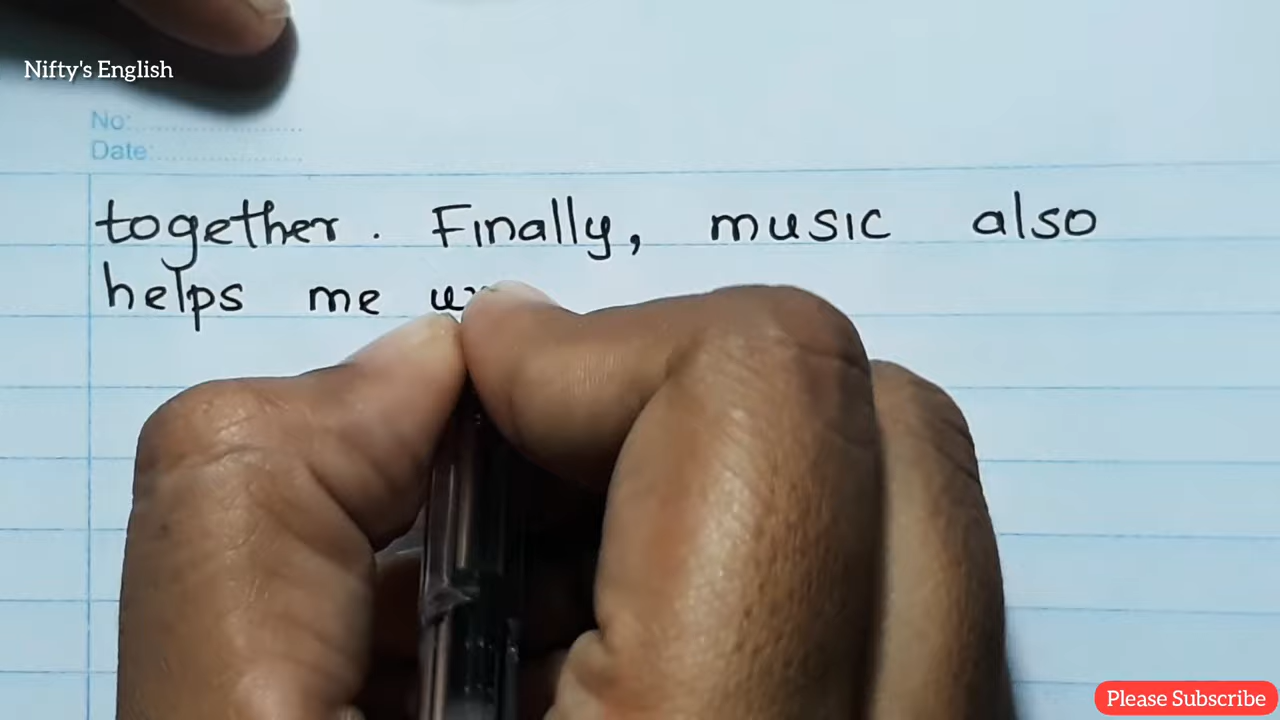 Nifty's English
No:
Date:
together. Finally, music also
helps me
Please Subscribe